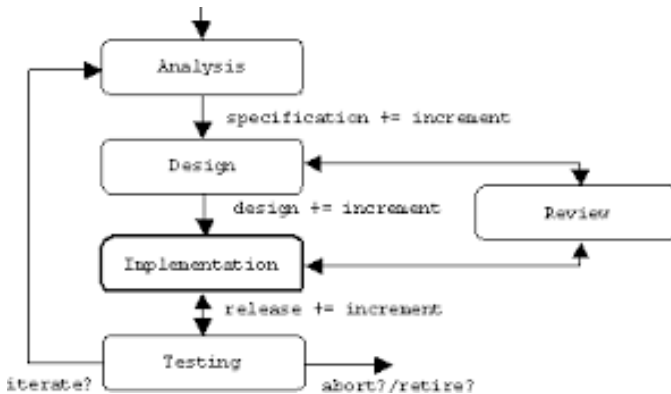 Analysis
specification += increment
Design
design += increment
Review
Implementation
release += increment
Testing
iterate?
abort?/retire?